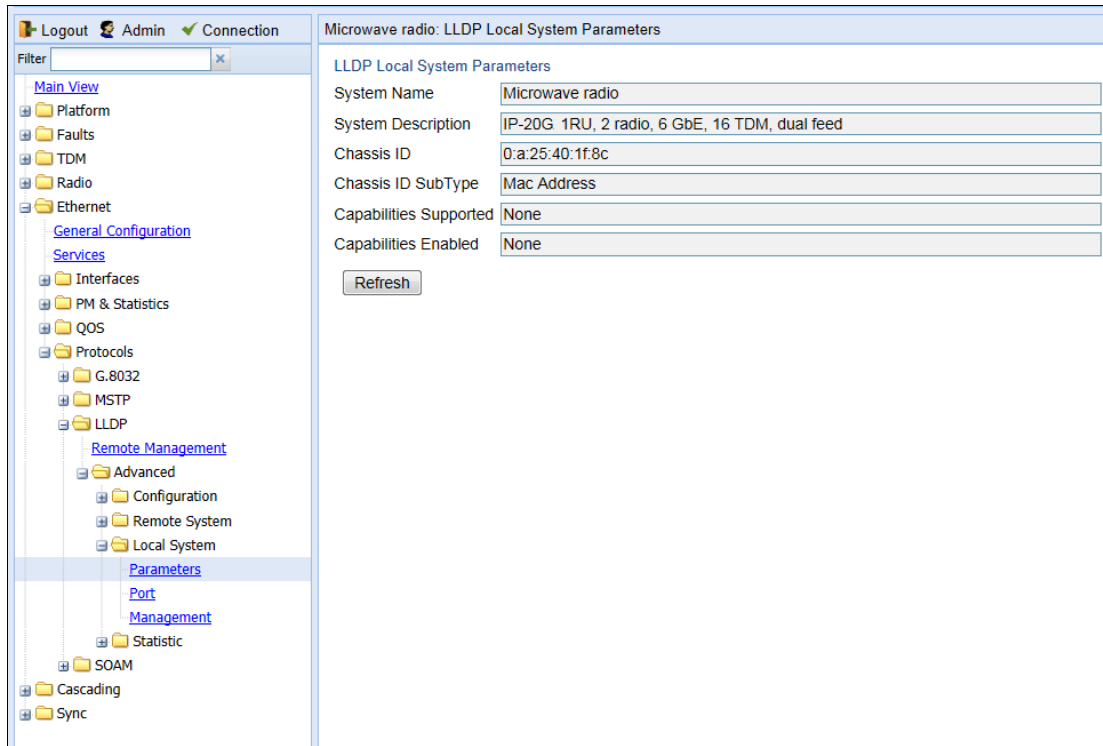 Logout Admin Connection
Filter
Main View
Platform
Faults
TDM
Radio
Ethernet
General Configuration
Services
Interfaces
PM & Statistics
QOS
Protocols
G.8032
MSTP
LLDP
Remote Management
Advanced
Configuration
Remote System
Local System
Parameters
Port
Management
Statistic
SOAM
Cascading
Sync
Microwave radio: LLDP Local System Parameters
LLDP Local System Parameters
System Name Microwave radio
System Description IP-20G 1RU, 2 radio, 6 GbE, 16 TDM, dual feed
Chassis ID 0:a:25:40:1f:8c
Chassis ID SubType Mac Address
Capabilities Supported None
Capabilities Enabled None
Refresh